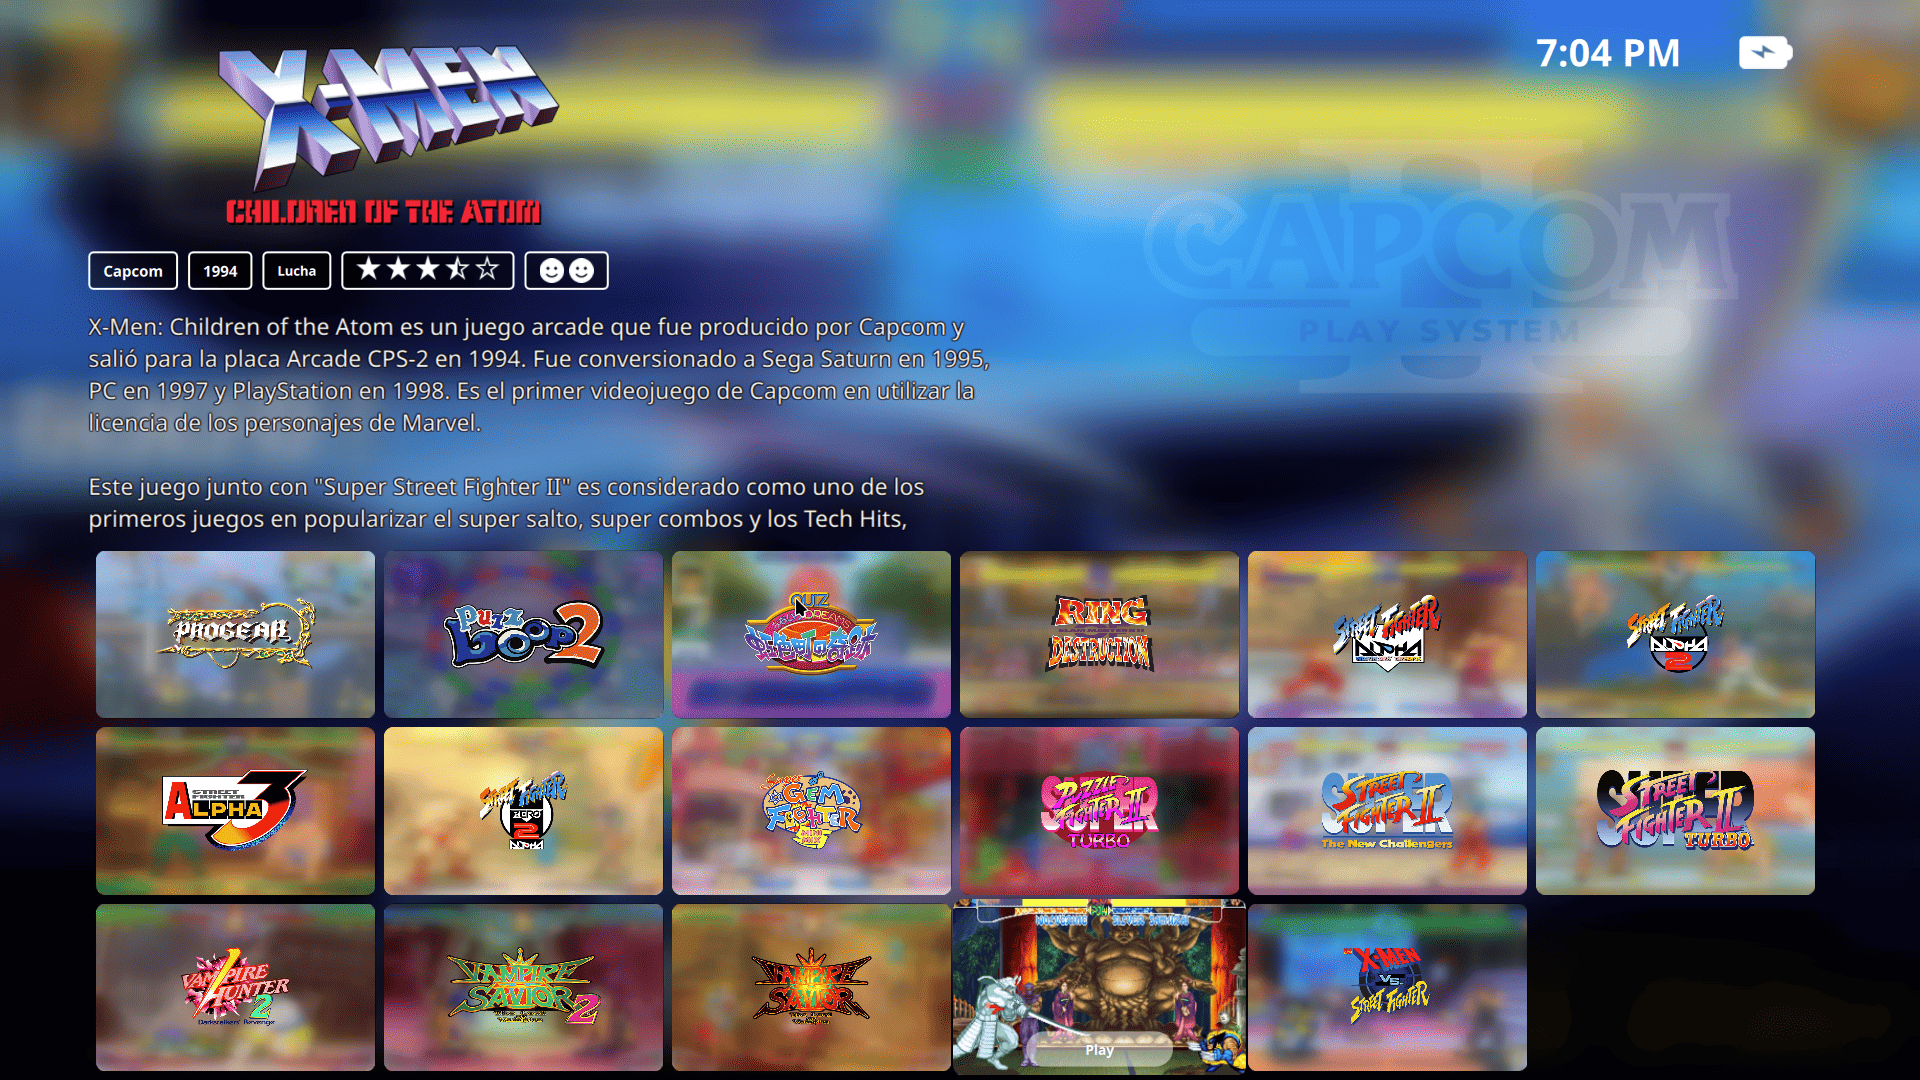 X-MEN
CHILDREN OF THE ATOM
7:04 PM
CAPCOM
PLAY SYSTEM
II
Capcom
1994
Lucha
X-Men: Children of the Atom es un juego arcade que fue producido por Capcom y
salió para la placa Arcade CPS-2 en 1994. Fue conversionado a Sega Saturn en 1995,
PC en 1997 y PlayStation en 1998. Es el primer videojuego de Capcom en utilizar la
licencia de los personajes de Marvel.
Este juego junto con "Super Street Fighter II" es considerado como uno de los
primeros juegos en popularizar el super salto, super combos y los Tech Hits,
PROGEAR
PUZZ
LOOP 2
QUIZ
RING
DESTRUCTION
STREET FIGHTER
ALPHA
STREET FIGHTER
ALPHA
2
STREET
FIGHTER
ALPHA 3
STREET FIGHTER
ZERO
2
ALPHA
SUPER
GEM
FIGHTER
MINI
MIX
SUPER
PUZZLE
FIGHTER II
TURBO
SUPER
STREET
FIGHTER II
The New Challengers
SUPER
STREET
FIGHTER II
TURBO
VAMPIRE
HUNTER
2
Darkstalkers' Revenge
VAMPIRE
SAVIOR 2
VAMPIRE
SAVIOR
WOLVERINE
SILVER SAMURAI
Play
X-MEN
VS.
STREET FIGHTER